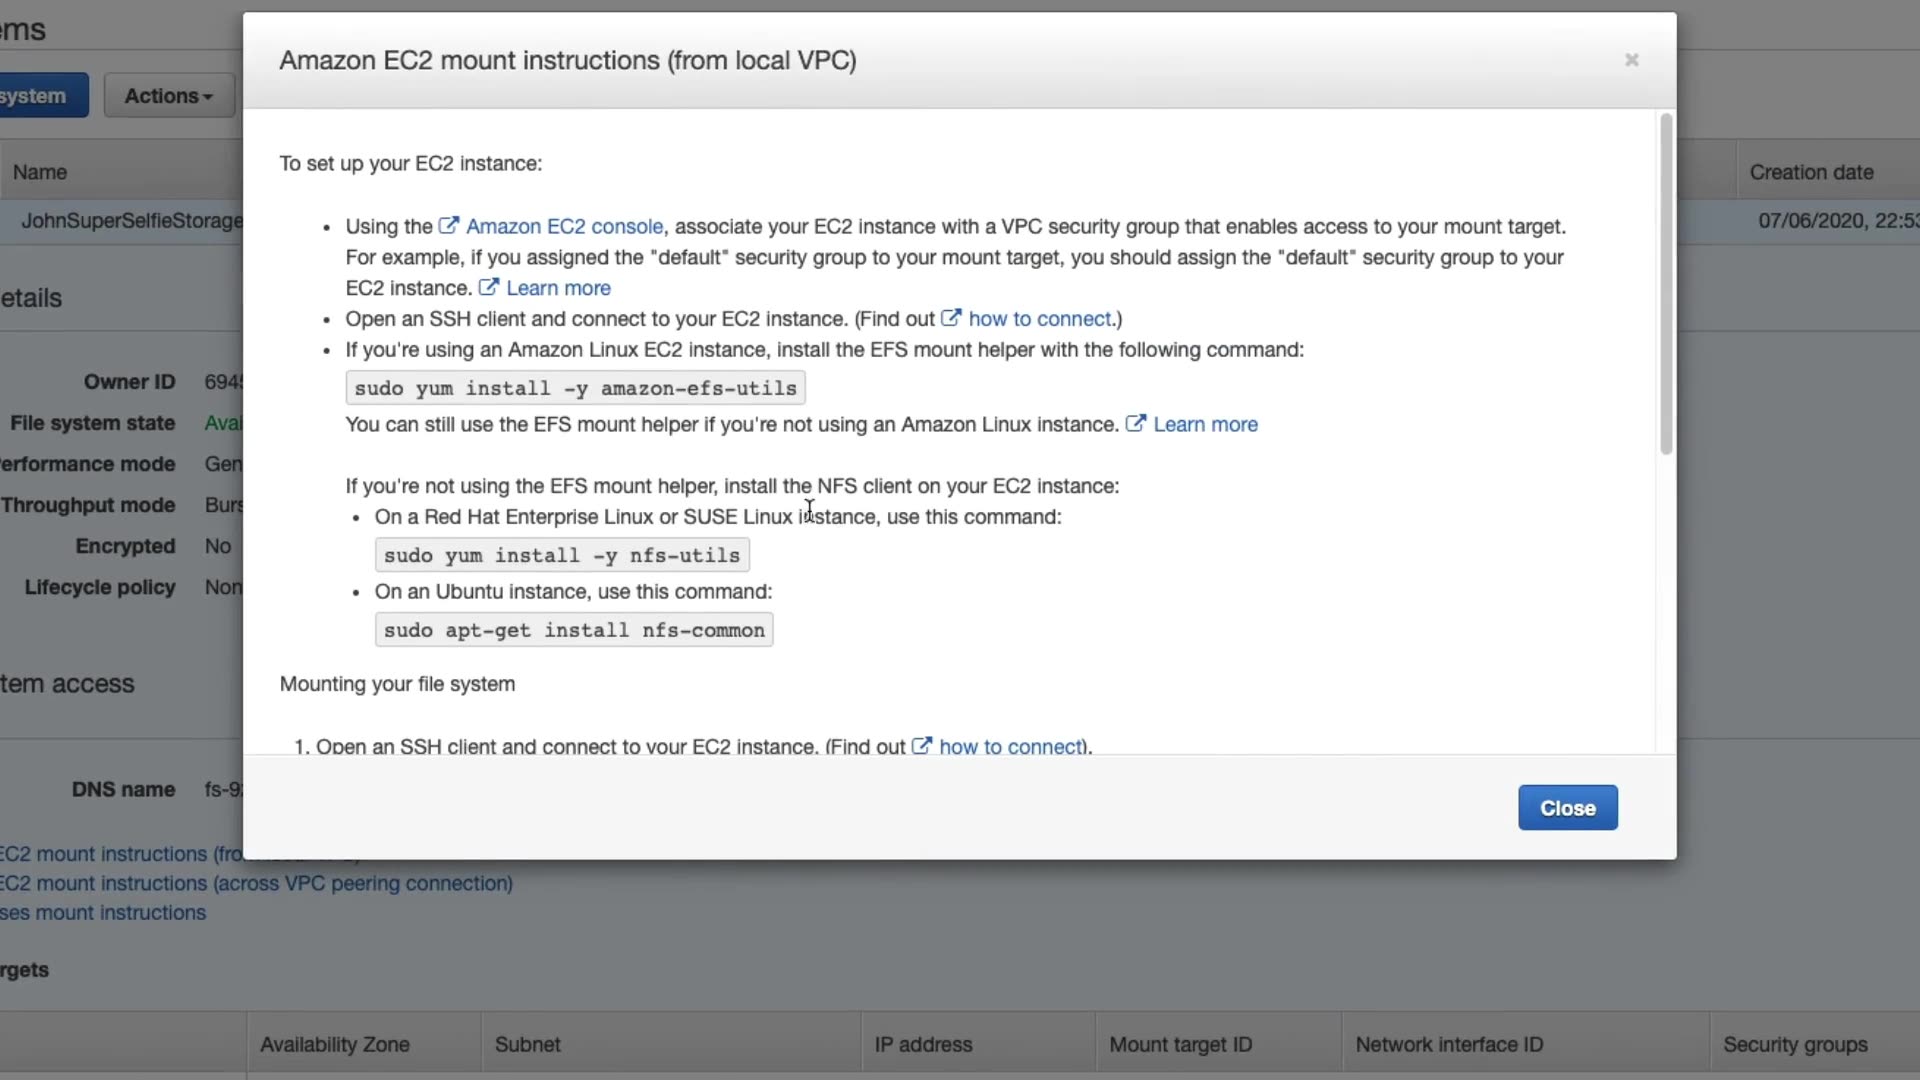 ems
Amazon EC2 mount instructions (from local VPC)
×
system
Actions
Name
Creation date
JohnSuperSelfieStorage
07/06/2020, 22:53
To set up your EC2 instance:
Using the Amazon EC2 console, associate your EC2 instance with a VPC security group that enables access to your mount target.
For example, if you assigned the "default" security group to your mount target, you should assign the "default" security group to your
EC2 instance. Learn more
Open an SSH client and connect to your EC2 instance. (Find out how to connect.)
If you're using an Amazon Linux EC2 instance, install the EFS mount helper with the following command:
sudo yum install -y amazon-efs-utils
You can still use the EFS mount helper if you're not using an Amazon Linux instance. Learn more
If you're not using the EFS mount helper, install the NFS client on your EC2 instance:
On a Red Hat Enterprise Linux or SUSE Linux instance, use this command:
sudo yum install -y nfs-utils
On an Ubuntu instance, use this command:
sudo apt-get install nfs-common
Mounting your file system
1. Open an SSH client and connect to your EC2 instance. (Find out how to connect).
Close
etails
Owner ID 694
File system state Avai
erformance mode Gen
Throughput mode Burs
Encrypted No
Lifecycle policy Non
tem access
DNS name fs-9
EC2 mount instructions (fro
EC2 mount instructions (across VPC peering connection)
ses mount instructions
rgets
Availability Zone
Subnet
IP address
Mount target ID
Network interface ID
Security groups